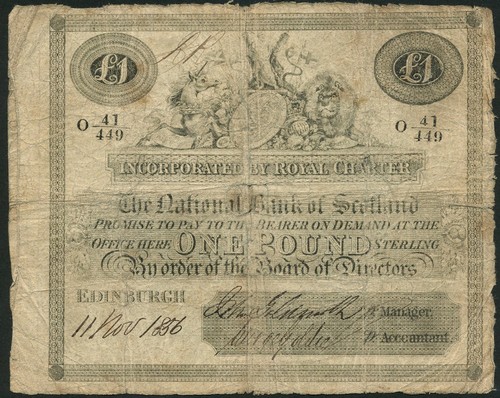 £1 £1
O 41/449 O 41/449
INCORPORATED BY ROYAL CHARTER
The National Bank of Scotland
PROMISE TO PAY TO THE BEARER ON DEMAND AT THE
OFFICE HERE ONE POUND STERLING
By order of the Board of Directors
EDINBURGH
11 Nov 1856
P. Manager.
P. Accountant.